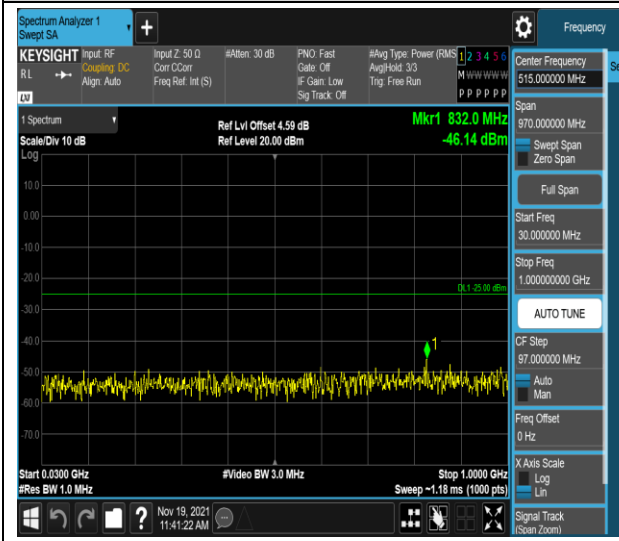 Spectrum Analyzer 1
Swept SA
+
Frequency
KEYSIGHT
RL
LXI
Input: RF
Coupling: DC
Align: Auto
Input Z: 50 Ω
Corr CCorr
Freq Ref: Int (S)
#Atten: 30 dB
PNO: Fast
Gate: Off
IF Gain: Low
Sig Track: Off
#Avg Type: Power (RMS
Avg|Hold: 3/3
Trig: Free Run
1 2 3 4 5 6
M W W W W W
P P P P P P
1 Spectrum
Scale/Div 10 dB
Log
Ref Lvl Offset 4.59 dB
Ref Level 20.00 dBm
Mkr1 832.0 MHz
-46.14 dBm
10.0
0.00
-10.0
-20.0
DL1 -25.00 dBm
-30.0
-40.0
1
-50.0
-60.0
-70.0
Start 0.0300 GHz
#Res BW 1.0 MHz
#Video BW 3.0 MHz
Stop 1.0000 GHz
Sweep ~1.18 ms (1000 pts)
?
Nov 19, 2021
11:41:22 AM
Center Frequency
515.000000 MHz
Se
Span
970.000000 MHz
Swept Span
Zero Span
Full Span
Start Freq
30.000000 MHz
Stop Freq
1.000000000 GHz
AUTO TUNE
CF Step
97.000000 MHz
Auto
Man
Freq Offset
0 Hz
X Axis Scale
Log
Lin
Signal Track
(Span Zoom)